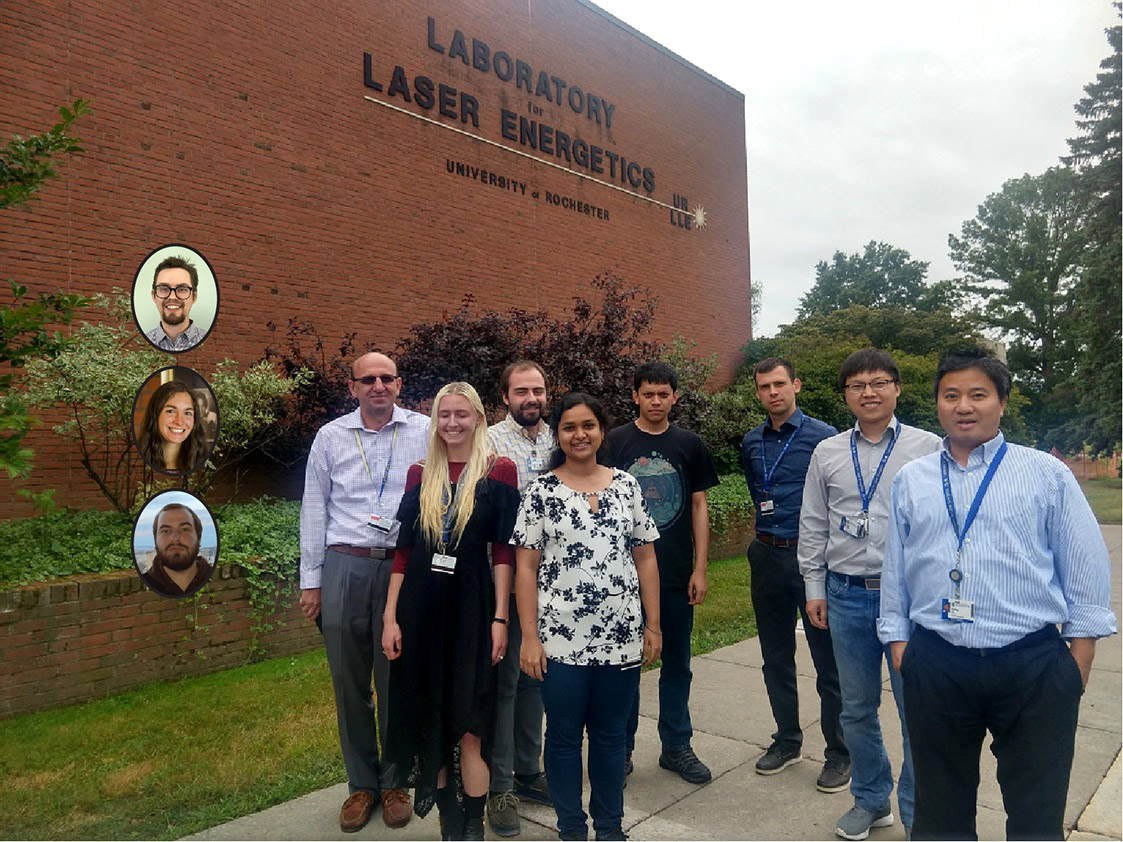 LABORATORY
for
LASER ENERGETICS
UNIVERSITY of ROCHESTER
UR
LLE